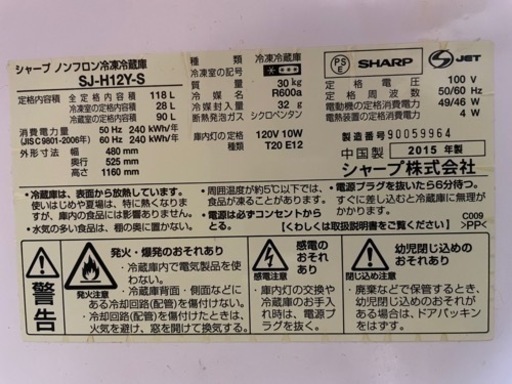 シャープ ノンフロン冷凍冷蔵庫
SJ-H12Y-S
定格内容積 全定格内容積 118 L
冷凍室の定格内容積 28 L
冷蔵室の定格内容積 90 L
消費電力量 50 Hz 240 kWh/年
(JIS C 9801-2006年) 60 Hz 240 kWh/年
外形寸法 幅 480 mm
奥行 525 mm
高さ 1160 mm
種類 冷凍冷蔵庫
冷凍室の記号
質量 30 kg
冷媒 R600a
冷媒封入量 32 g
発泡ガス シクロペンタン
庫内灯の定格 120V 10W
T20 E12
PS
E
SHARP
JET
定格電圧 100 V
定格周波数 50/60 Hz
電動機の定格消費電力 49/46 W
電熱装置の定格消費電力 4 W
製造番号 90059964
中国製 2015 年製
シャープ株式会社
・冷蔵庫は、表面から放熱しています。
使いはじめや夏場は、特に熱くなりま
すが、庫内の食品は暖かくなりません。
・水気の多い食品は、棚の奥に置かないで
・周囲温度が約5℃以下では、
食品が凍ることがあります。
・電源は必ずコンセントから
とる。
・電源プラグを抜いたら6分待つ。
すぐに差し込むと冷蔵庫に無理が
かかります。
【くわしくは取扱説明書をご覧ください】
C009
>PP<
警告
発火・爆発のおそれあり
発火注意
・冷蔵庫内で電気製品を使
わない。
・冷蔵庫背面・側面などに
ある冷却回路(配管)を傷付けない。
・冷却回路(配管)を傷付けたときは、
火気を避け、窓を開けて換気する。
感電の
おそれあり
感電注意
・庫内灯の交換や
冷蔵庫のお手入
れ時は、電源プ
ラグを抜く。
幼児閉じ込めの
おそれあり
閉じ込め注意
・廃棄などで保管するとき、
幼児閉じ込めが起きない
よう、ドアパッキン
をはずす。